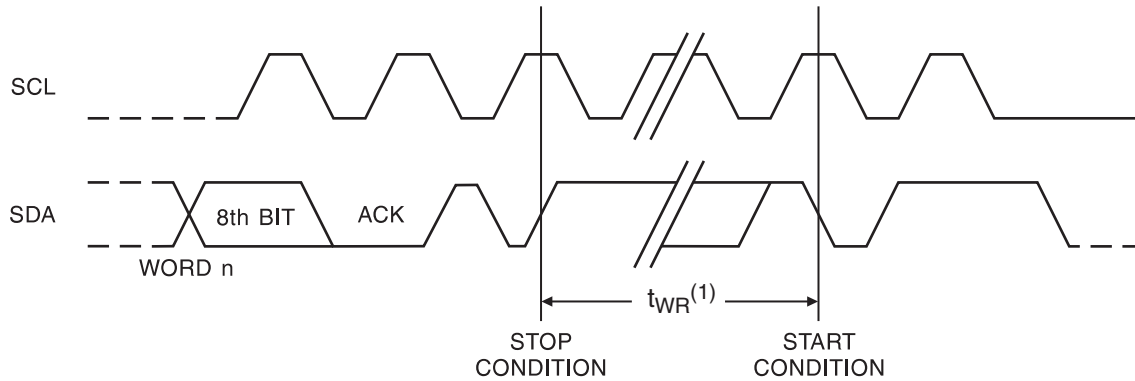 SCL
SDA
8th BIT
ACK
WORD n
tWR(1)
STOP
CONDITION
START
CONDITION